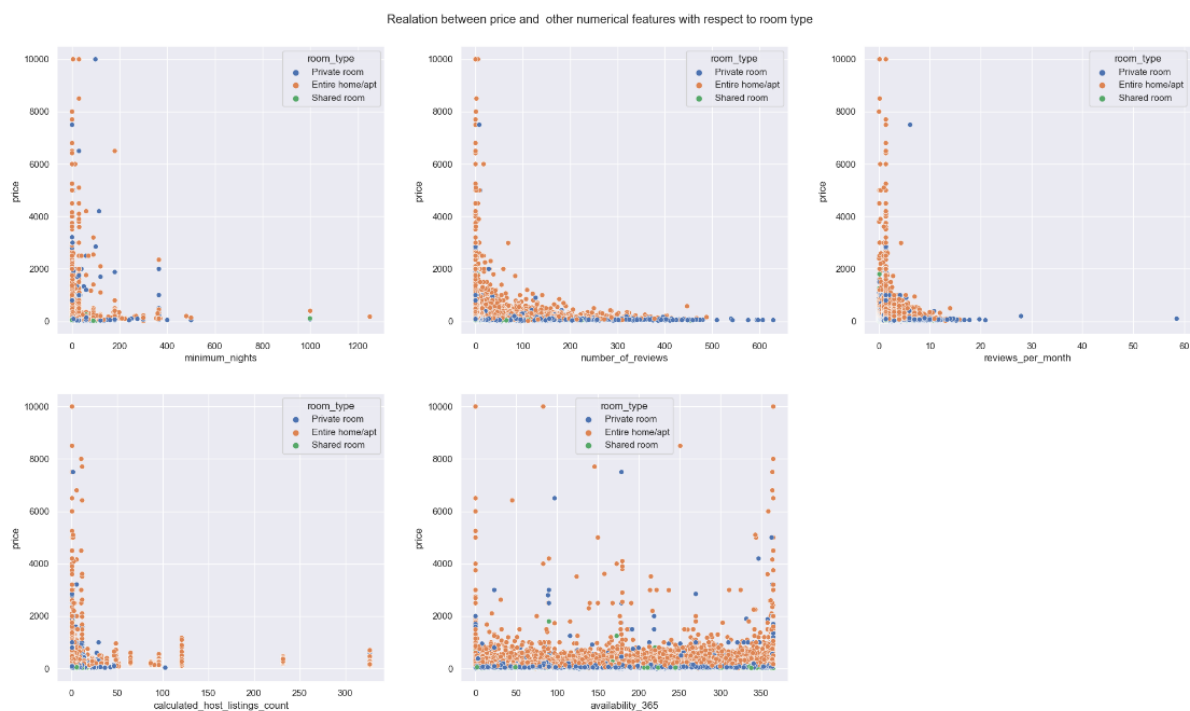 Realation between price and  other numerical features with respect to room type
10000
8000
6000
4000
2000
0
price
room_type
Private room
Entire home/apt
Shared room
0 200 400 600 800 1000 1200
minimum_nights
10000
8000
6000
4000
2000
0
price
room_type
Private room
Entire home/apt
Shared room
0 100 200 300 400 500 600
number_of_reviews
10000
8000
6000
4000
2000
0
price
room_type
Private room
Entire home/apt
Shared room
0 10 20 30 40 50 60
reviews_per_month
10000
8000
6000
4000
2000
0
price
room_type
Private room
Entire home/apt
Shared room
0 50 100 150 200 250 300
calculated_host_listings_count
10000
8000
6000
4000
2000
0
price
room_type
Private room
Entire home/apt
Shared room
0 50 100 150 200 250 300 350
availability_365